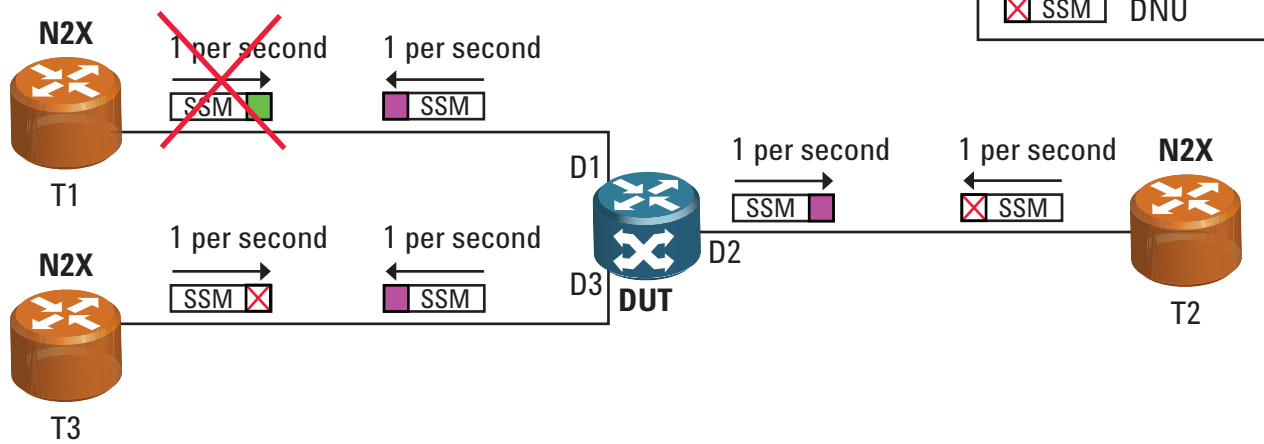 SSM DNU
N2X
1 per second 1 per second
SSM SSM
T1
D1
1 per second 1 per second
N2X
SSM SSM
D2
T2
N2X
1 per second 1 per second
SSM SSM
D3
DUT
T3